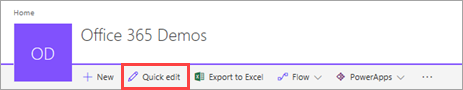 Home
OD
Office 365 Demos
New Quick edit Export to Excel Flow PowerApps ...